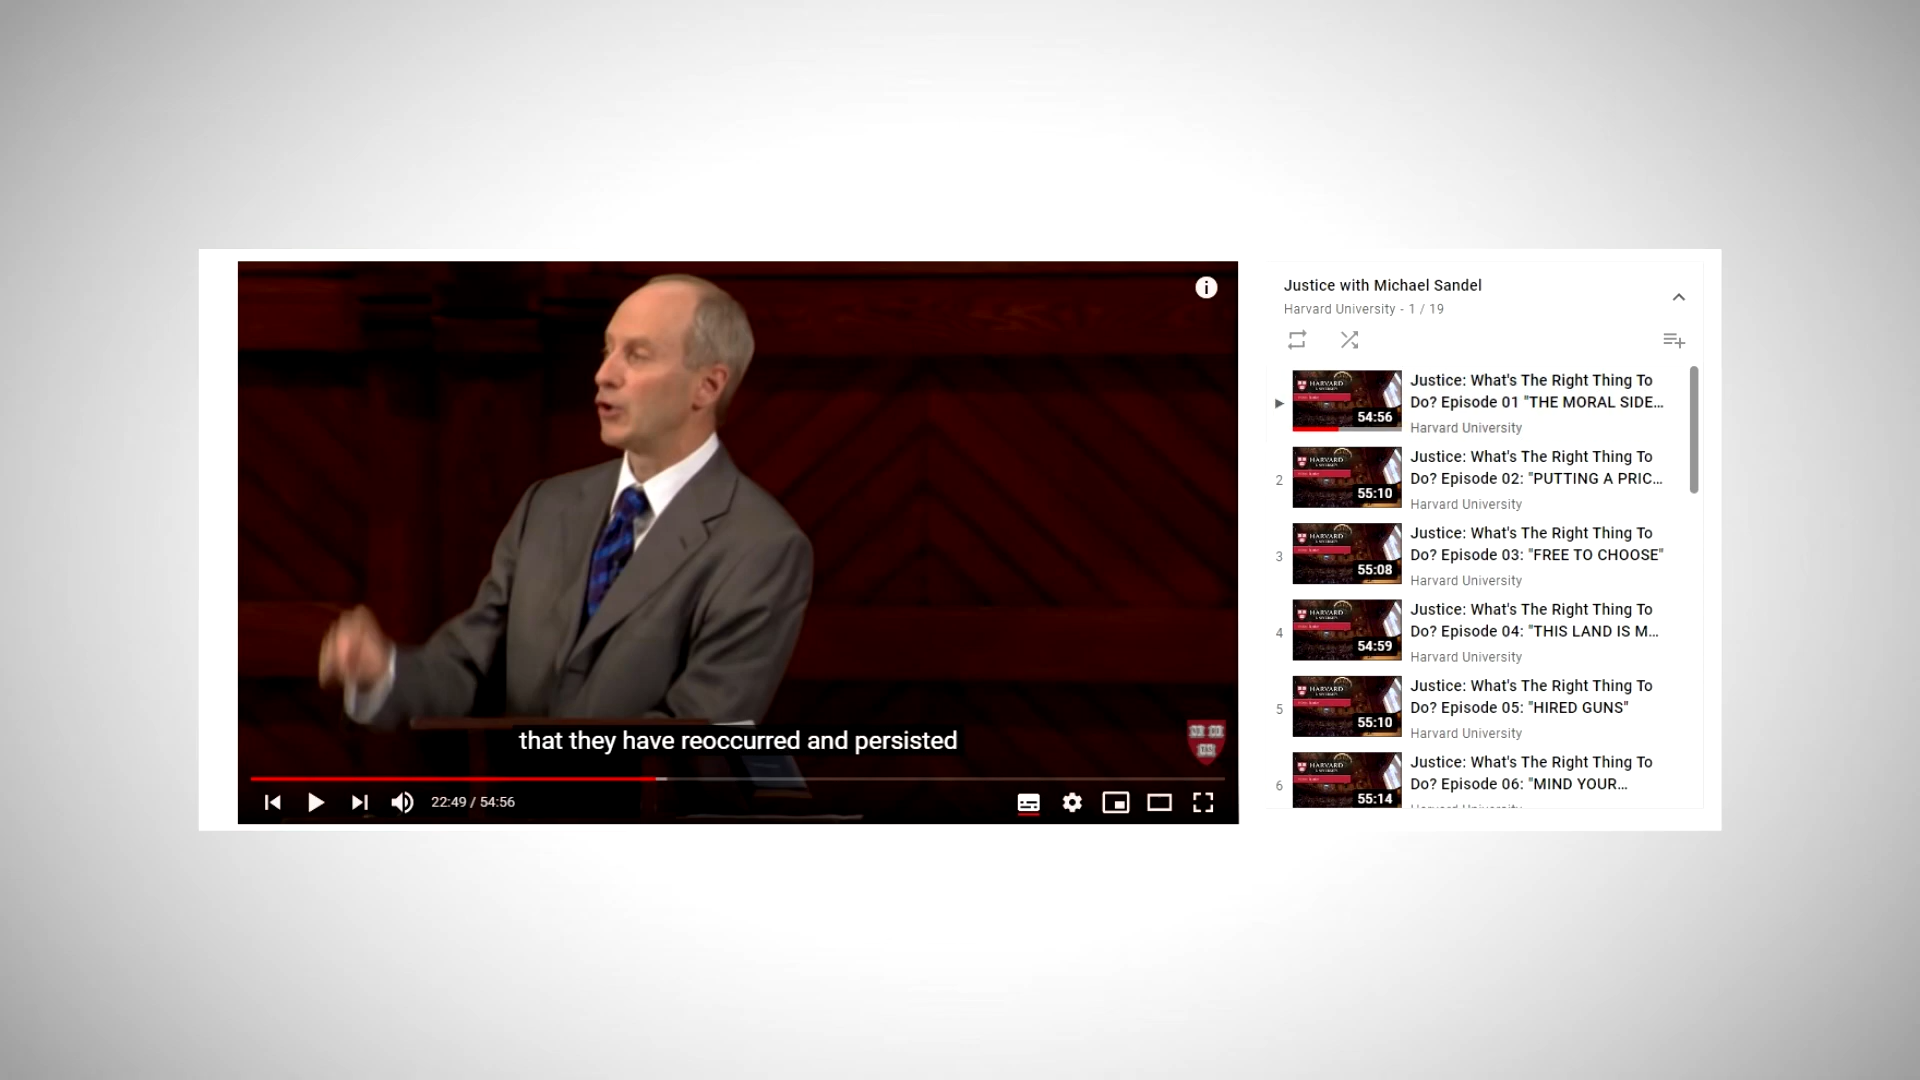 that they have reoccurred and persisted
22:49 / 54:56
Justice with Michael Sandel
Harvard University - 1 / 19
HARVARD
54:56
Justice: What's The Right Thing To
Do? Episode 01 "THE MORAL SIDE...
Harvard University
2
HARVARD
55:10
Justice: What's The Right Thing To
Do? Episode 02: "PUTTING A PRIC...
Harvard University
3
HARVARD
55:08
Justice: What's The Right Thing To
Do? Episode 03: "FREE TO CHOOSE"
Harvard University
4
HARVARD
54:59
Justice: What's The Right Thing To
Do? Episode 04: "THIS LAND IS M...
Harvard University
5
HARVARD
55:10
Justice: What's The Right Thing To
Do? Episode 05: "HIRED GUNS"
Harvard University
6
HARVARD
55:14
Justice: What's The Right Thing To
Do? Episode 06: "MIND YOUR...